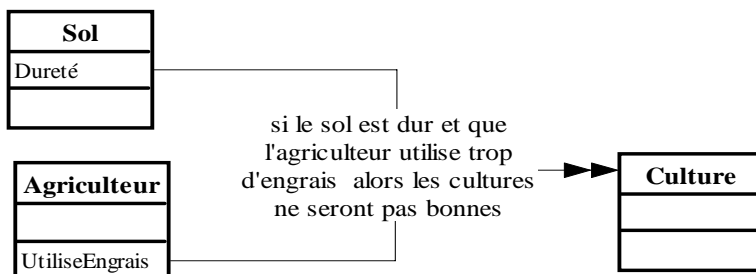 Sol
Dureté
si le sol est dur et que
l'agriculteur utilise trop
d'engrais alors les cultures
ne seront pas bonnes
Agriculteur
UtiliseEngrais
Culture